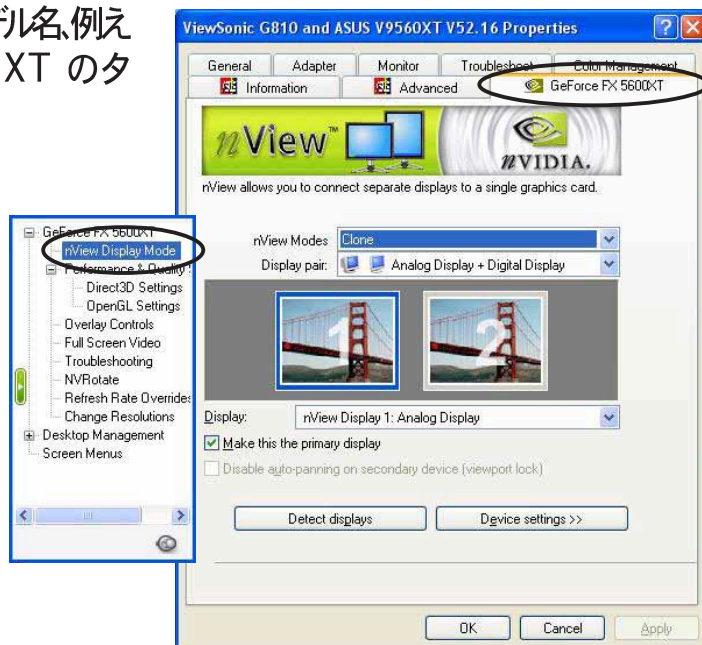 デル名、例え
XT のタ
ViewSonic G810 and ASUS V9560XT V52.16 Properties
General Adapter Monitor Troubleshoot Color Management
Information Advanced GeForce FX 5600XT
nView™
NVIDIA.
nView allows you to connect separate displays to a single graphics card.
nView Modes Clone
Display pair: Analog Display + Digital Display
1 2
Display: nView Display 1: Analog Display
Make this the primary display
Disable auto-panning on secondary device (viewport lock)
Detect displays Device settings >>
OK Cancel Apply
GeForce FX 5600XT
nView Display Mode
Performance & Quality S
Direct3D Settings
OpenGL Settings
Overlay Controls
Full Screen Video
Troubleshooting
NVRotate
Refresh Rate Overrides
Change Resolutions
Desktop Management
Screen Menus